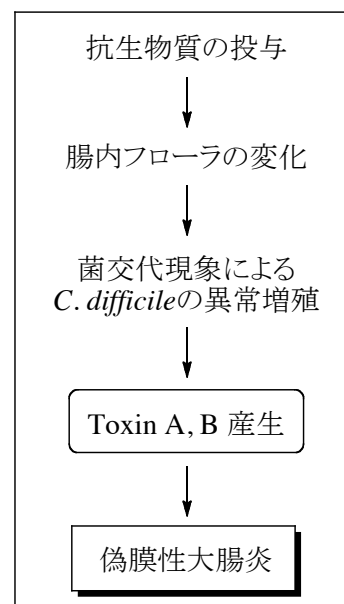 抗生物質の投与
腸内フローラの変化
菌交代現象による
C. difficileの異常増殖
Toxin A, B 産生
偽膜性大腸炎